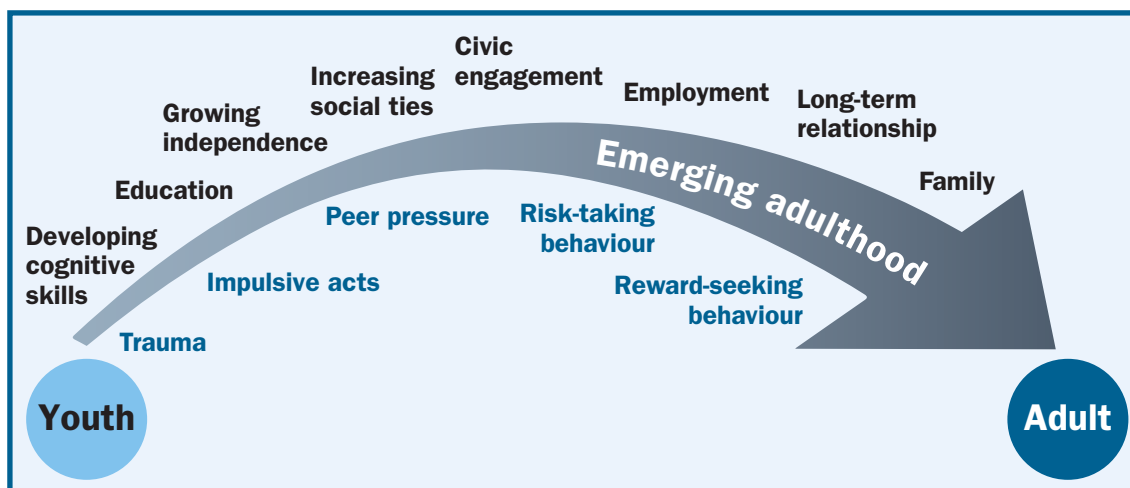 Civic
engagement
Increasing
social ties
Employment
Long-term
relationship
Growing
independence
Education
Family
Developing
cognitive
skills
Emerging adulthood
Peer pressure
Risk-taking
behaviour
Impulsive acts
Reward-seeking
behaviour
Trauma
Youth
Adult